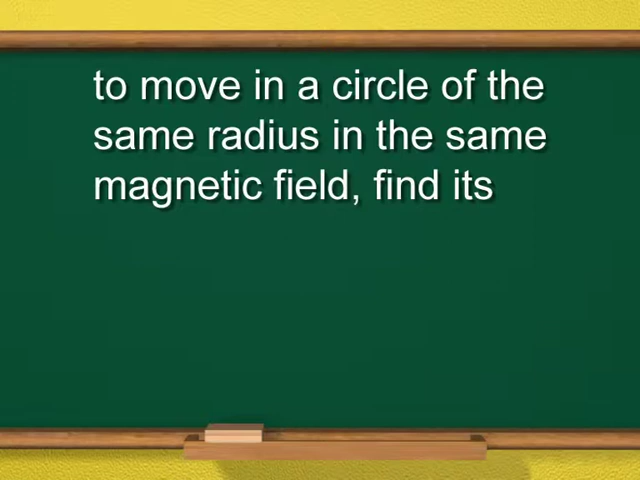 to move in a circle of the
same radius in the same
magnetic field, find its